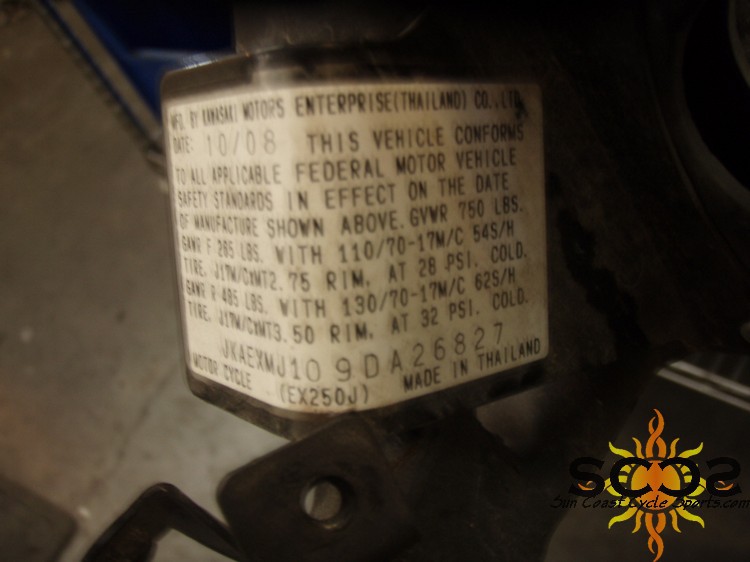 MFG. BY KAWASAKI MOTORS ENTERPRISE(THAILAND) CO.,LTD.
DATE: 10/08 THIS VEHICLE CONFORMS
TO ALL APPLICABLE FEDERAL MOTOR VEHICLE
SAFETY STANDARDS IN EFFECT ON THE DATE
OF MANUFACTURE SHOWN ABOVE. GVWR 750 LBS.
GAWR F 265 LBS. WITH 110/70-17M/C 54S/H
TIRE, J17M/CxMT2.75 RIM, AT 28 PSI. COLD.
GAWR R 485 LBS. WITH 130/70-17M/C 62S/H
TIRE, J17M/CxMT3.50 RIM, AT 32 PSI. COLD.
JKAEXMJ109DA26827
MOTOR CYCLE (EX250J) MADE IN THAILAND
SCCS
Sun Coast Cycle Sports.com